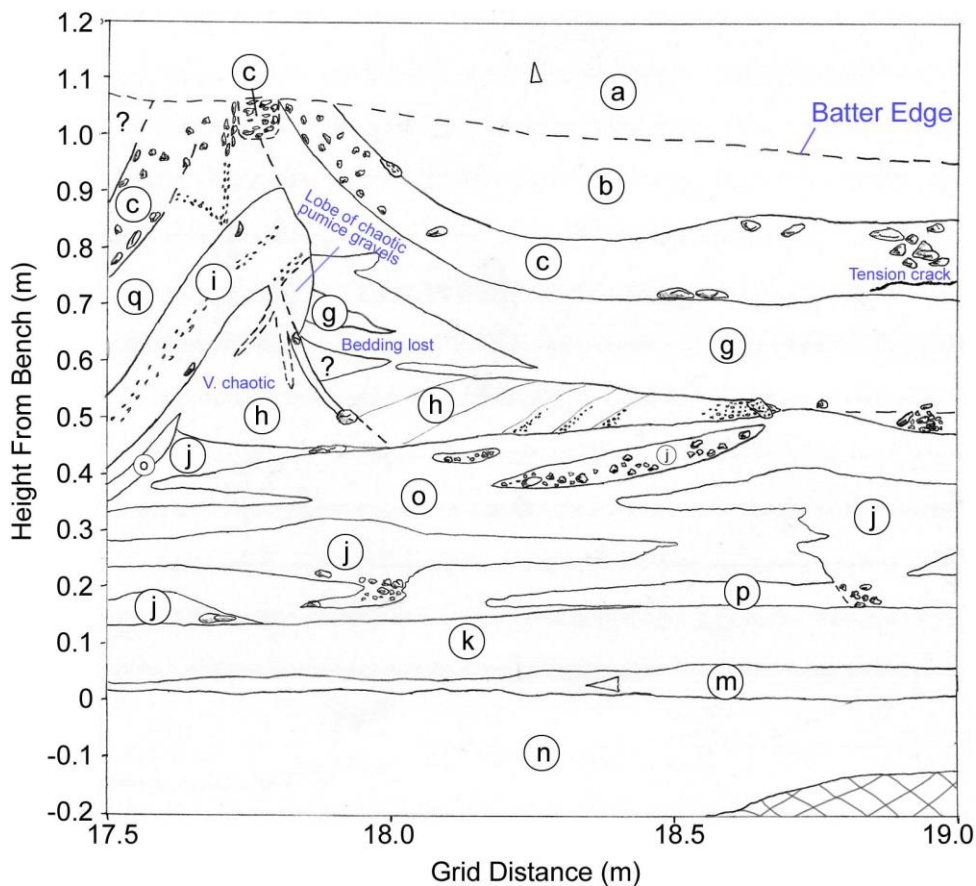 1.2
1.1
1.0
0.9
0.8
0.7
0.6
0.5
0.4
0.3
0.2
0.1
0
-0.1
-0.2
Height From Bench (m)
c
a
?
Batter Edge
b
c
Lobe of chaotic
pumice gravels
c
q
i
Tension crack
g
g
Bedding lost
?
V. chaotic
h
h
j
o
j
o
j
j
p
j
k
m
n
17.5
18.0
18.5
19.0
Grid Distance (m)